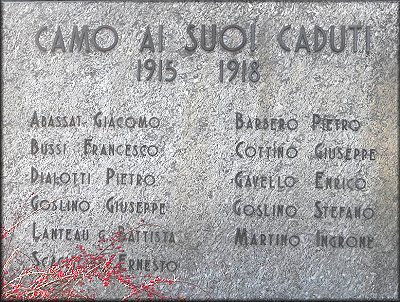 CAMO AI SUOI CADUTI
1915 1918
ABASSAT GIACOMO
BUSSI FRANCESCO
DIALOTTI PIETRO
GOSLINO GIUSEPPE
LANTEAU G. BATTISTA
ERNESTO
BARBERO PIETRO
COTTINO GIUSEPPE
GAVELLO ENRICO
GOSLINO STEFANO
MARTINO INGRONE